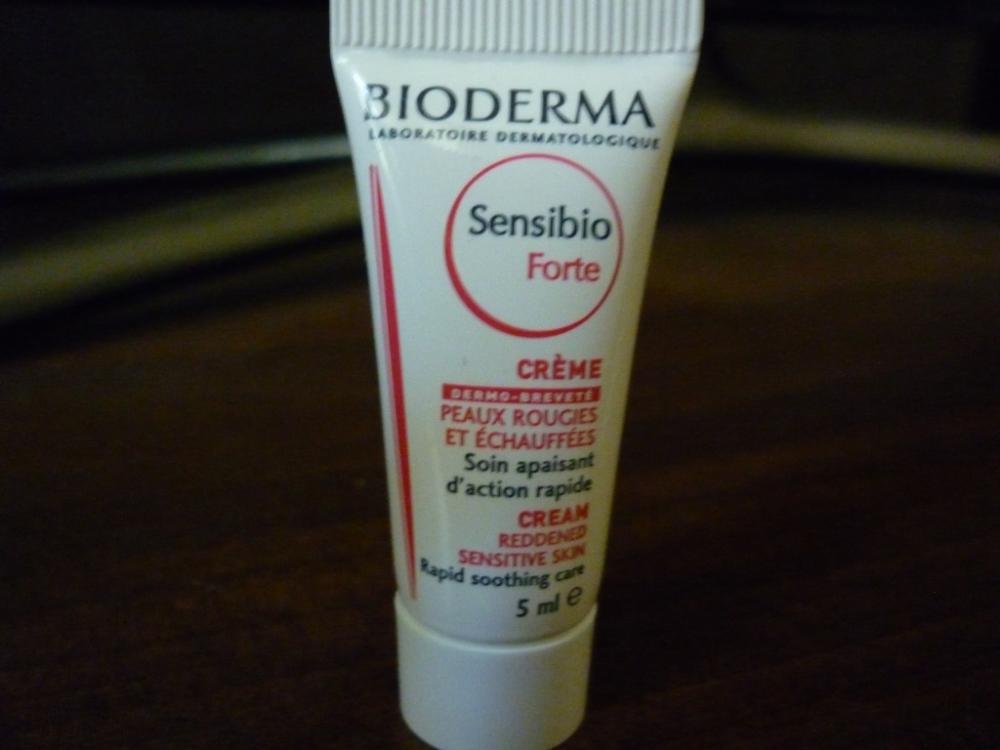 BIODERMA
LABORATOIRE DERMATOLOGIQUE
Sensibio
Forte
CRÈME
DERMO-BREVETÉ
PEAUX ROUGIES
ET ÉCHAUFFÉES
Soin apaisant
d'action rapide
CREAM
REDDENED
SENSITIVE SKIN
Rapid soothing care
5 ml ℮